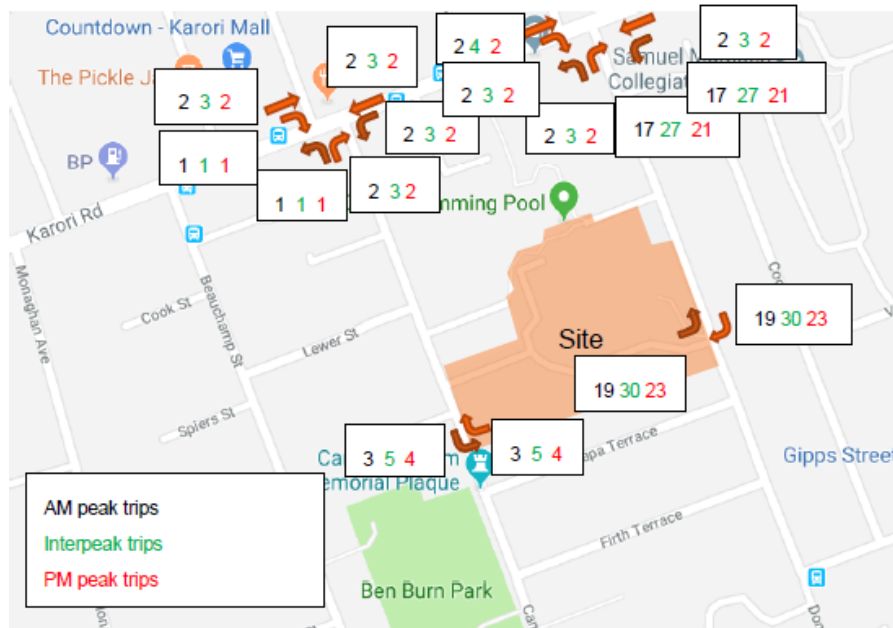 Countdown - Karori Mall
2 4 2
2 3 2
2 3 2
Samuel M
Collegiat
The Pickle J
2 3 2
2 3 2
17 27 21
2 3 2
2 3 2
17 27 21
BP
1 1 1
1 1 1
2 3 2
mming Pool
Karori Rd
Monaghan Ave
Beauchamp St
Cook St
Lewer St
Spiers St
Site
19 30 23
19 30 23
3 5 4
3 5 4
apa Terrace
Gipps Street
emorial Plaque
Firth Terrace
Ben Burn Park
AM peak trips
Interpeak trips
PM peak trips